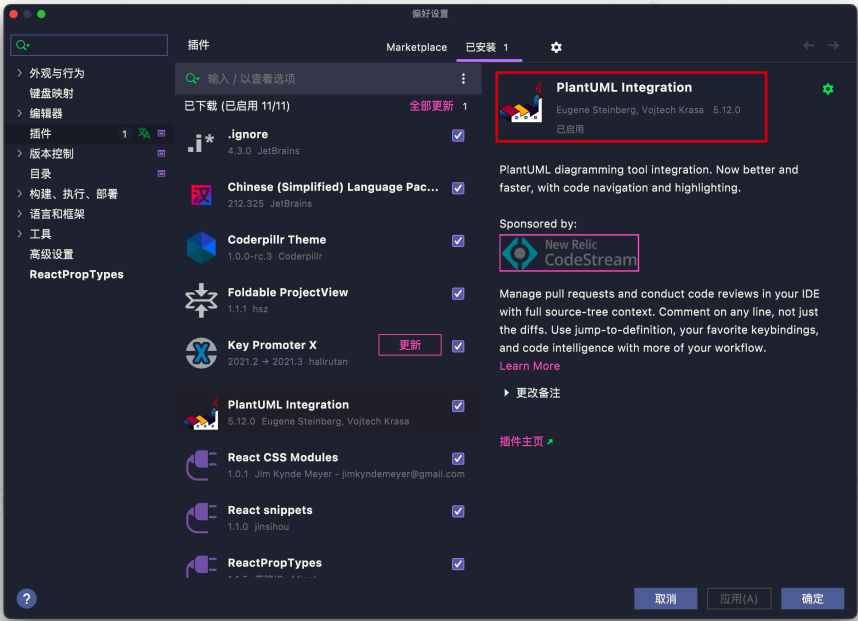 偏好设置
外观与行为
键盘映射
编辑器
插件 1
版本控制
目录
构建、执行、部署
语言和框架
工具
高级设置
ReactPropTypes
插件
Marketplace 已安装 1
输入 / 以查看选项
已下载 (已启用 11/11) 全部更新 1
.ignore
4.3.0 JetBrains
Chinese (Simplified) Language Pac...
212.325 JetBrains
Coderpillr Theme
1.0.0-rc.3 Coderpillr
Foldable ProjectView
1.1.1 hsz
Key Promoter X
2021.2 → 2021.3 halirutan
更新
PlantUML Integration
5.12.0 Eugene Steinberg, Vojtech Krasa
React CSS Modules
1.0.1 Jim Kynde Meyer - jimkyndemeyer@gmail.com
React snippets
1.1.0 jinsihou
ReactPropTypes
PlantUML Integration
Eugene Steinberg, Vojtech Krasa 5.12.0
已启用
PlantUML diagramming tool integration. Now better and
faster, with code navigation and highlighting.
Sponsored by:
New Relic
CodeStream
Manage pull requests and conduct code reviews in your IDE
with full source-tree context. Comment on any line, not just
the diffs. Use jump-to-definition, your favorite keybindings,
and code intelligence with more of your workflow.
Learn More
更改备注
插件主页
?
取消 应用(A) 确定